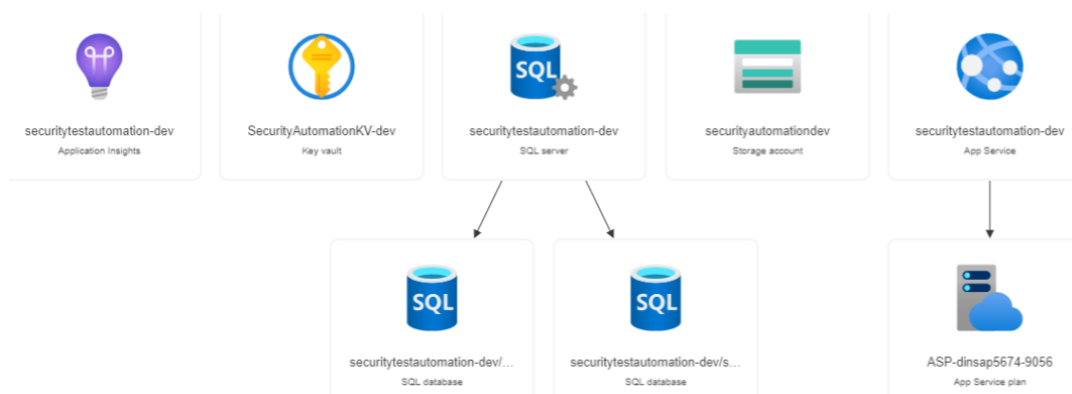 securitytestautomation-dev
Application Insights
SecurityAutomationKV-dev
Key vault
SQL
securitytestautomation-dev
SQL server
securityautomationdev
Storage account
securitytestautomation-dev
App Service
SQL
securitytestautomation-dev/...
SQL database
SQL
securitytestautomation-dev/s...
SQL database
ASP-dinsap5674-9056
App Service plan